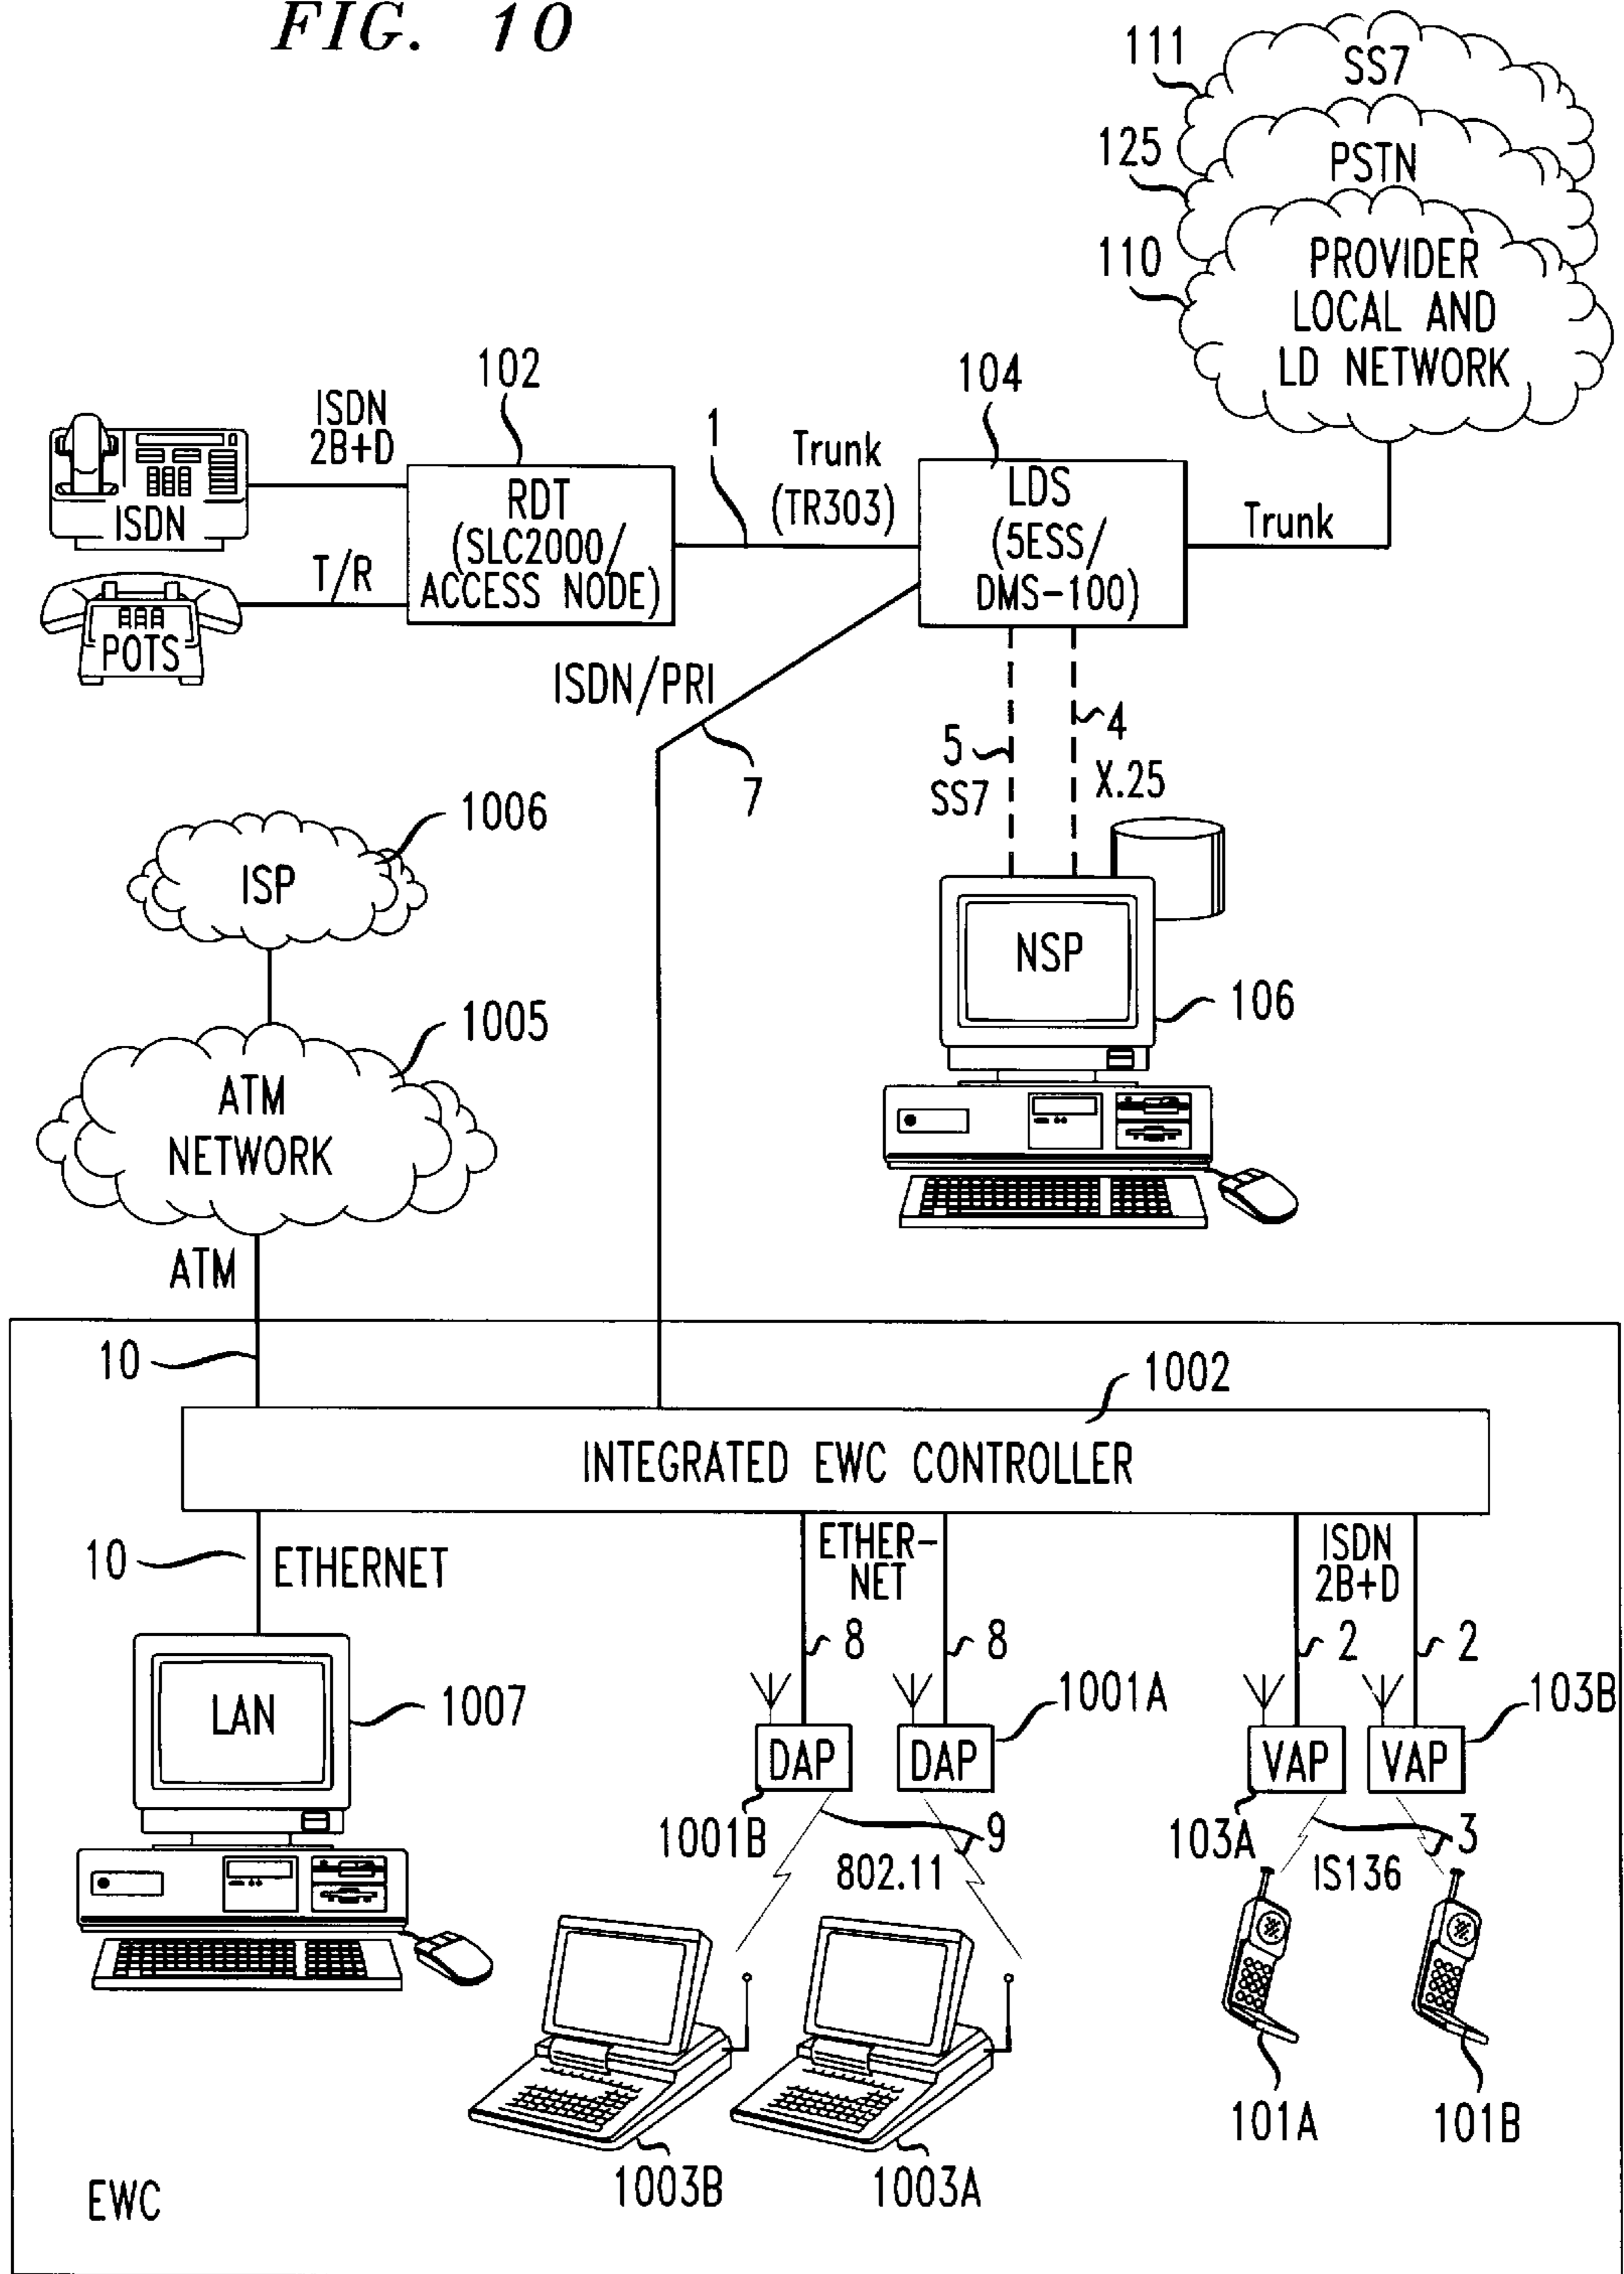 FIG. 10
111
SS7
125
PSTN
110
PROVIDER
LOCAL AND
LD NETWORK
102
104
ISDN
2B+D
1
Trunk
(TR303)
RDT
(SLC2000/
ACCESS NODE)
LDS
(5ESS/
DMS-100)
Trunk
ISDN
T/R
POTS
ISDN/PRI
7
5
SS7
4
X.25
1006
ISP
NSP
106
1005
ATM
NETWORK
ATM
10
1002
INTEGRATED EWC CONTROLLER
10
ETHERNET
ETHER-
NET
ISDN
2B+D
8
8
2
2
LAN
1007
1001A
103B
DAP
DAP
VAP
VAP
1001B
9
103A
3
802.11
IS136
101A
101B
1003B
1003A
EWC